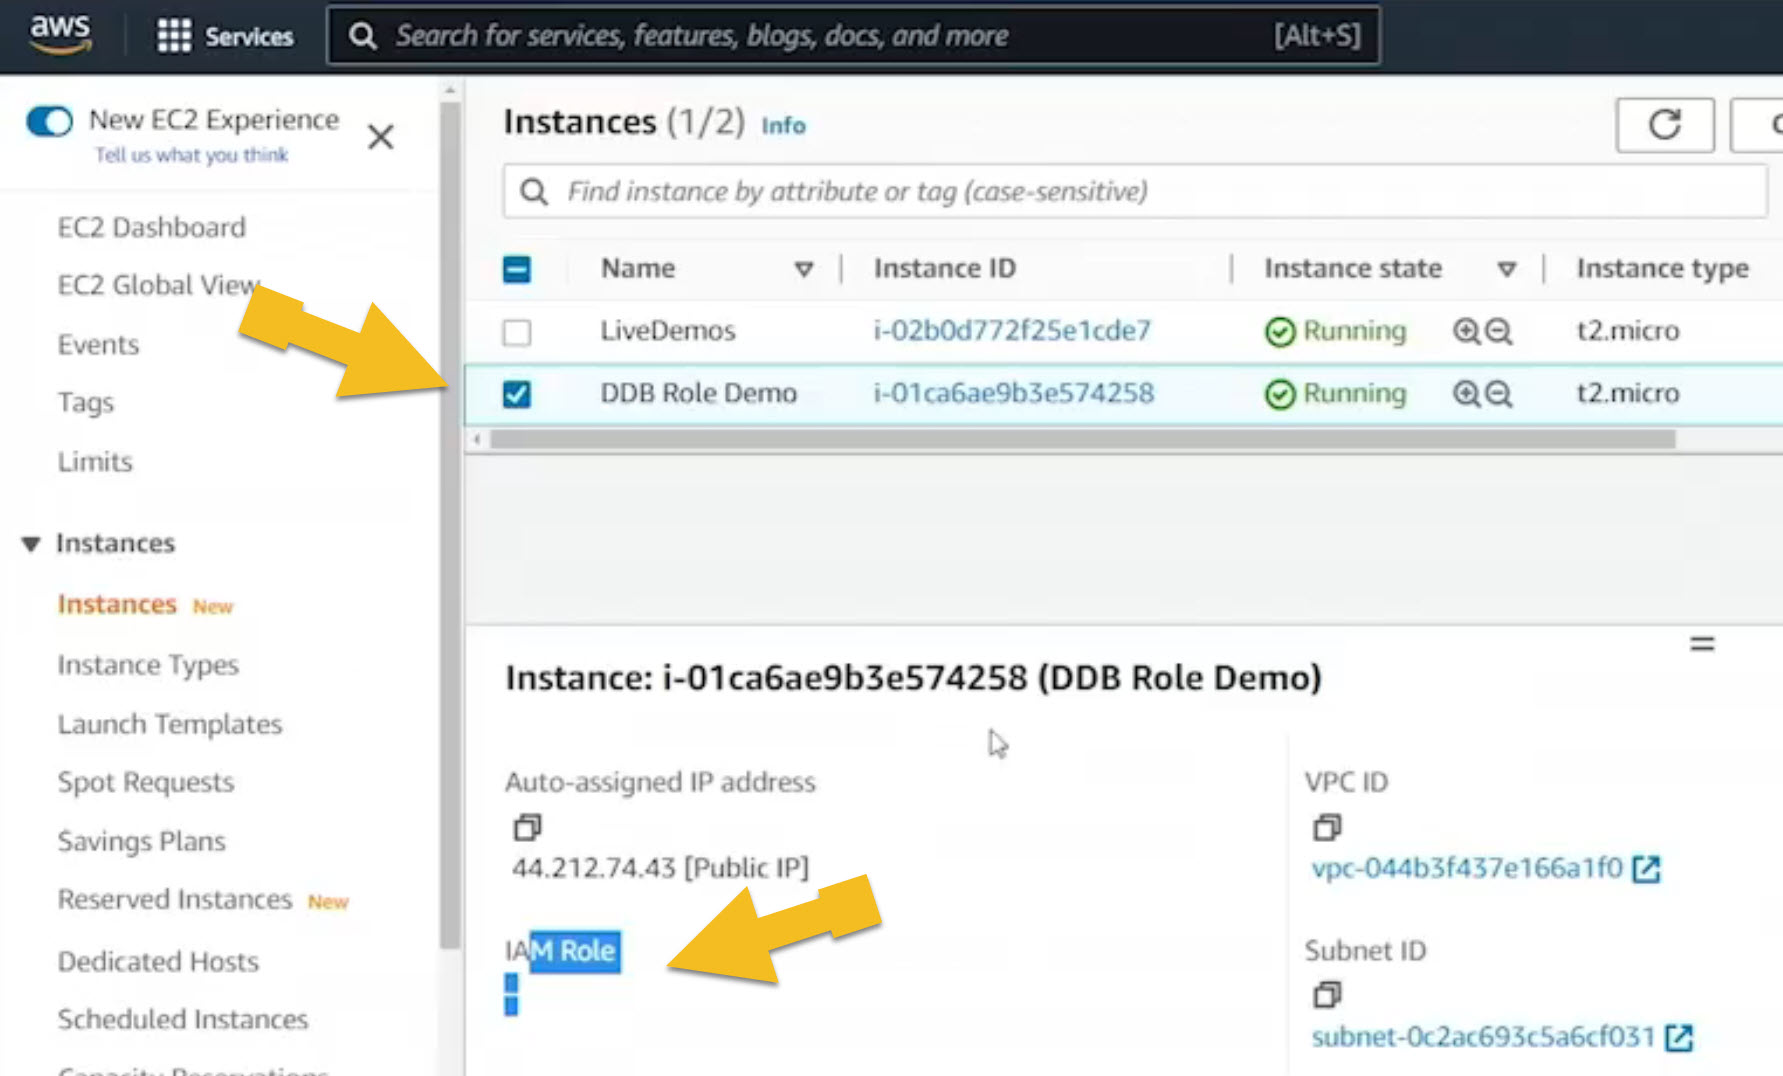 aws
Services
Search for services, features, blogs, docs, and more
[Alt+S]
New EC2 Experience
Tell us what you think
EC2 Dashboard
EC2 Global View
Events
Tags
Limits
Instances
Instances New
Instance Types
Launch Templates
Spot Requests
Savings Plans
Reserved Instances New
Dedicated Hosts
Scheduled Instances
Capacity Reservations
Instances (1/2) Info
Find instance by attribute or tag (case-sensitive)
Name Instance ID Instance state Instance type
LiveDemos i-02b0d772f25e1cde7 Running t2.micro
DDB Role Demo i-01ca6ae9b3e574258 Running t2.micro
Instance: i-01ca6ae9b3e574258 (DDB Role Demo)
Auto-assigned IP address
44.212.74.43 [Public IP]
IAM Role
VPC ID
vpc-044b3f437e166a1f0
Subnet ID
subnet-0c2ac693c5a6cf031